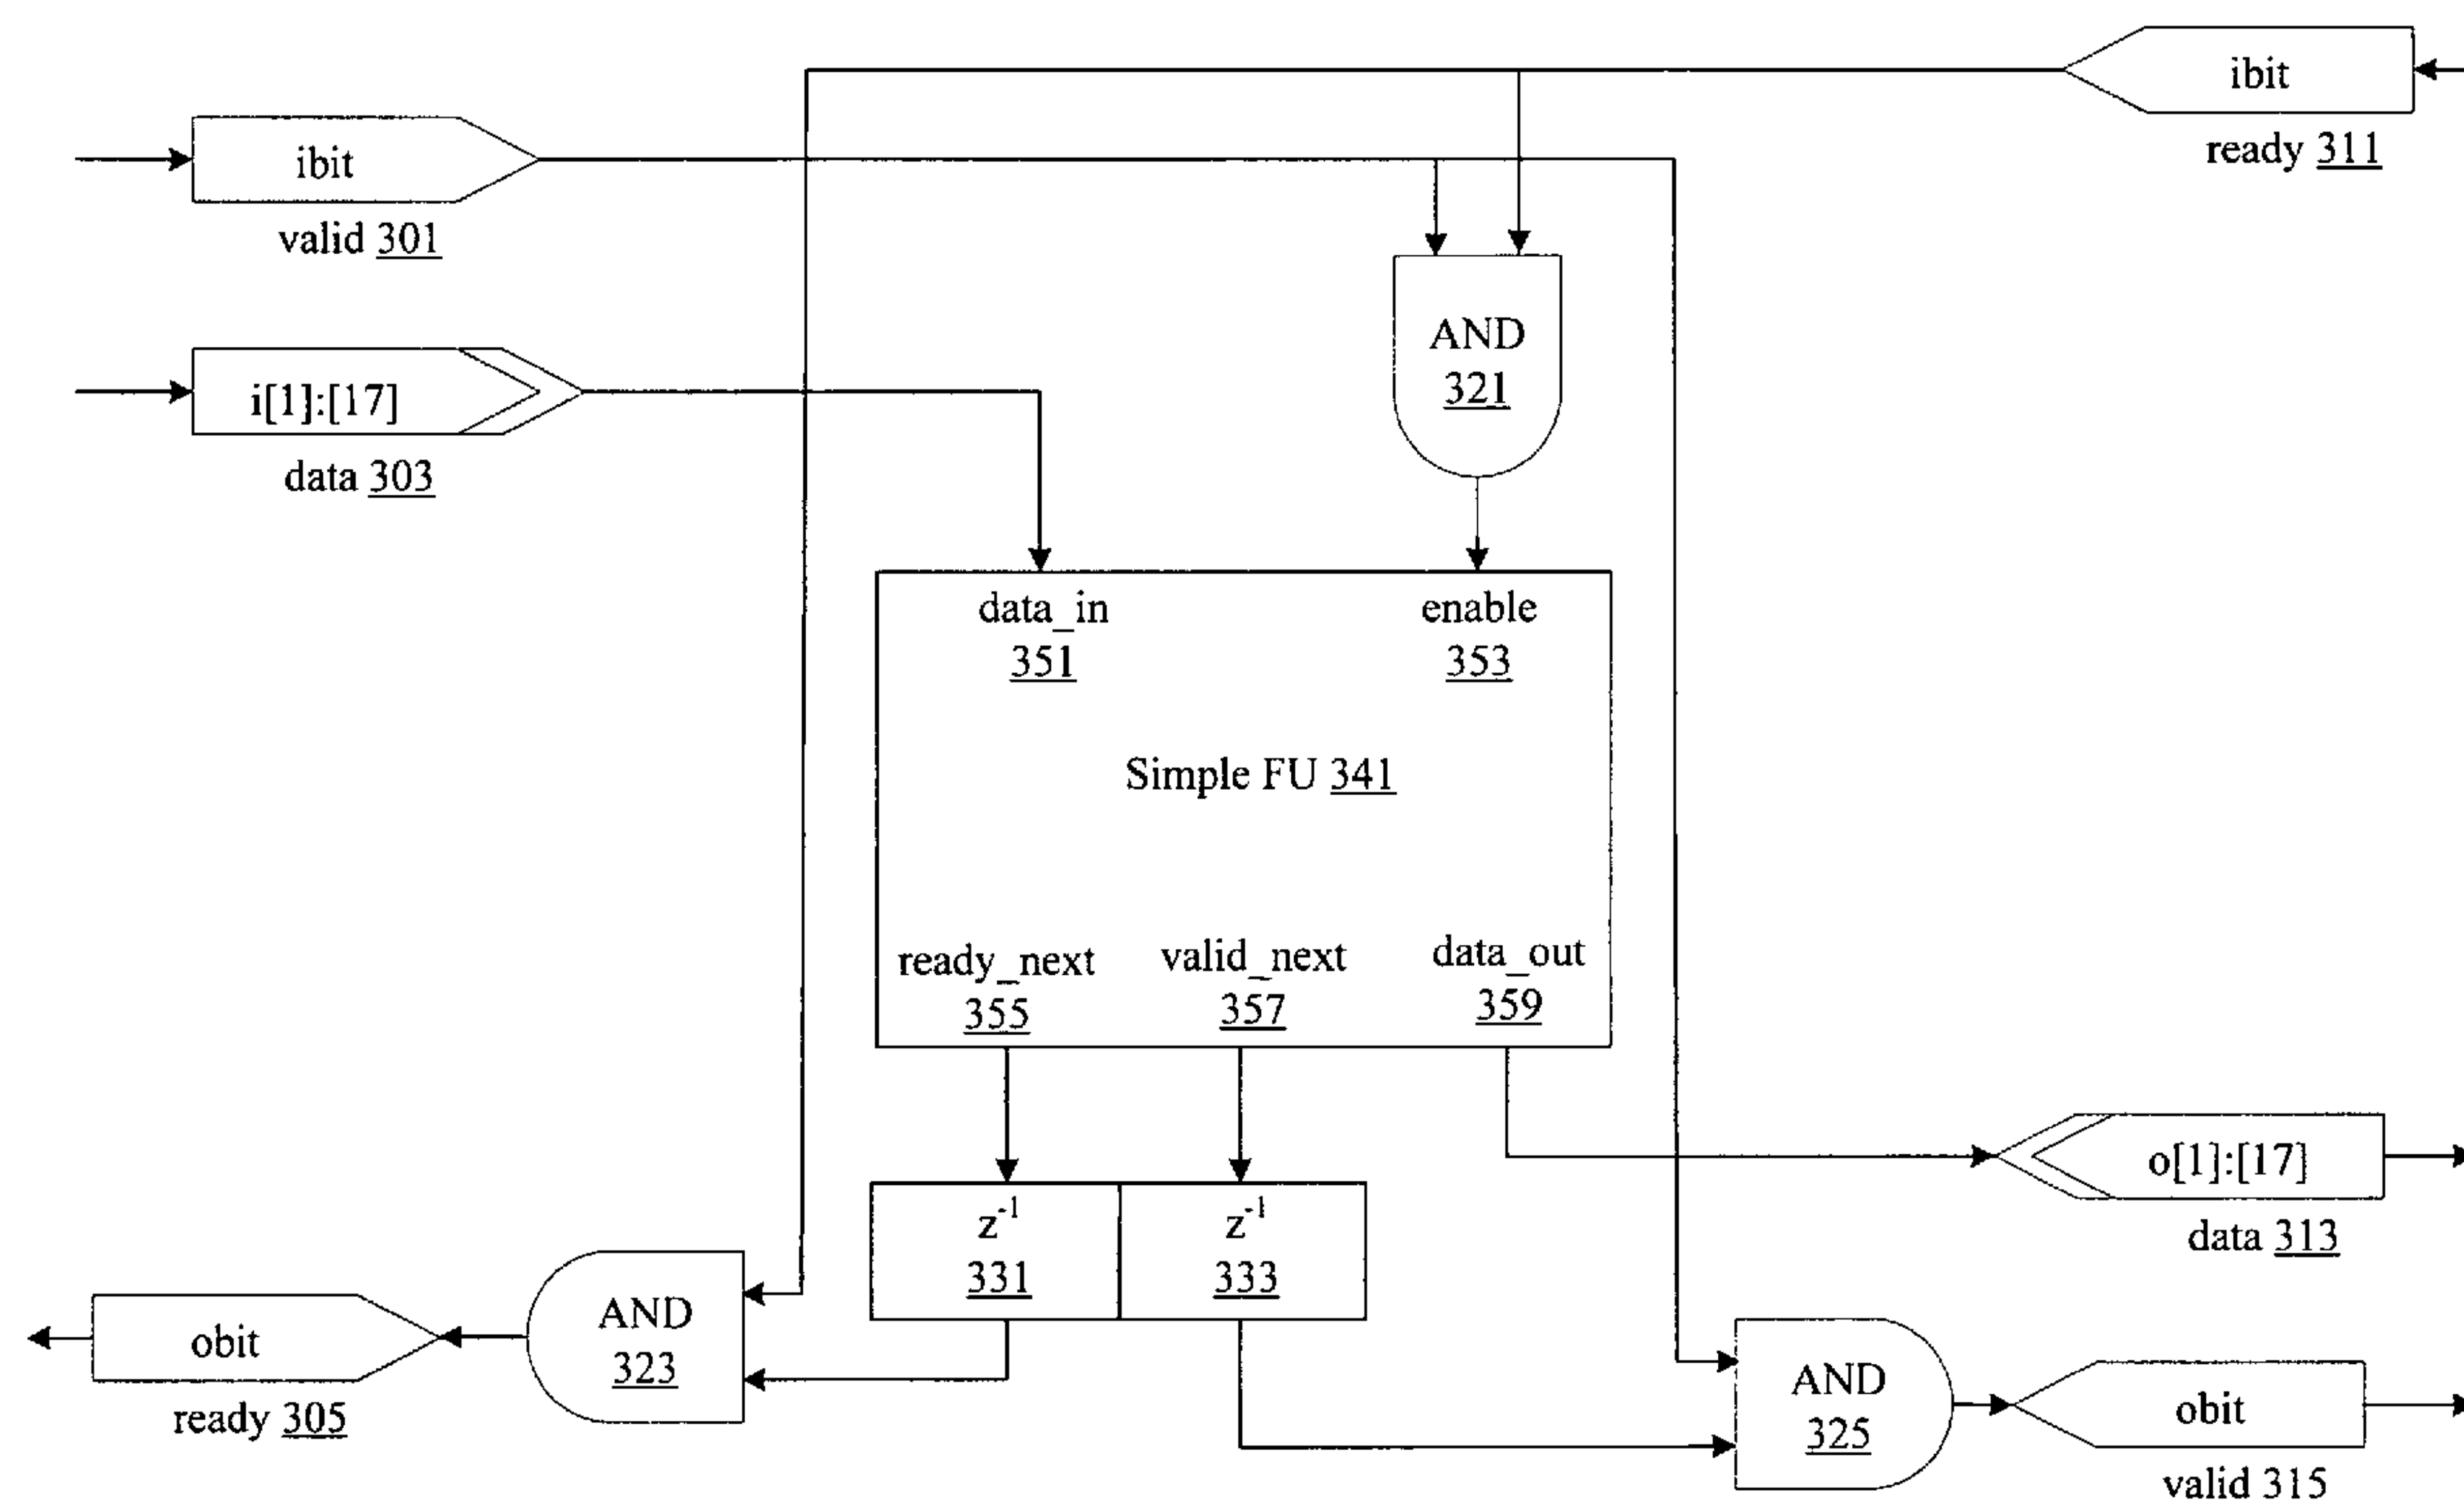 ibit
ready 311
ibit
valid 301
AND
321
i[1]:[17]
data 303
data_in
351
enable
353
Simple FU 341
ready_next
355
valid_next
357
data_out
359
o[1]:[17]
data 313
z-1
331
z-1
333
AND
323
obit
ready 305
AND
325
obit
valid 315